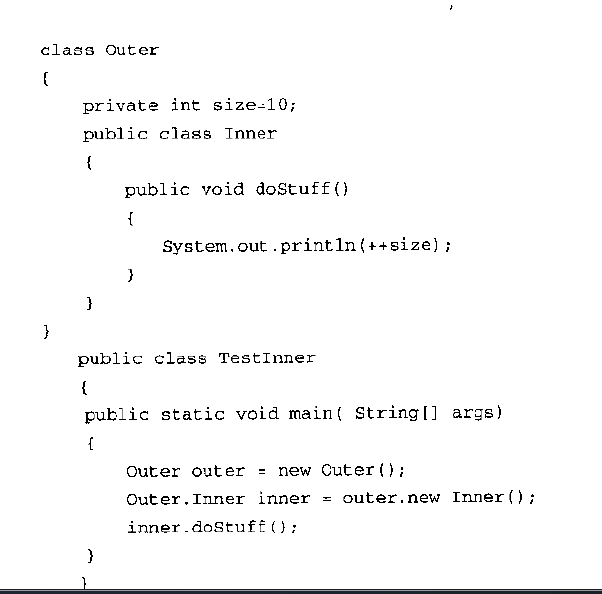 class Outer
{
private int size=10;
public class Inner
{
public void doStuff()
{
System.out.println(++size);
}
}
}
public class TestInner
{
public static void main( String[] args)
{
Outer outer = new Outer();
Outer.Inner inner = outer.new Inner();
inner.doStuff();
}
}